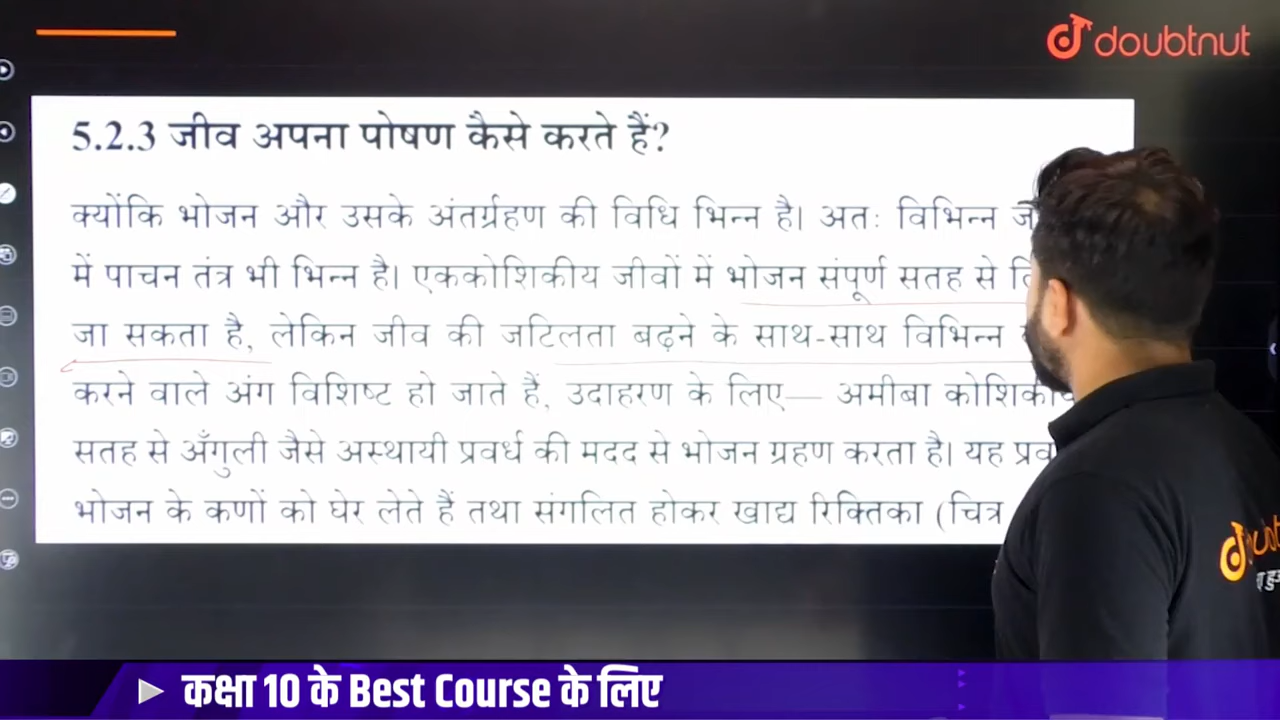 doubtnut
5.2.3 जीव अपना पोषण कैसे करते हैं?
क्योंकि भोजन और उसके अंतर्ग्रहण की विधि भिन्न है। अतः विभिन्न
में पाचन तंत्र भी भिन्न है। एककोशिकीय जीवों में भोजन संपूर्ण सतह से
जा सकता है, लेकिन जीव की जटिलता बढ़ने के साथ-साथ विभिन्न
करने वाले अंग विशिष्ट हो जाते हैं, उदाहरण के लिए— अमीबा
सतह से अँगुली जैसे अस्थायी प्रवर्ध की मदद से भोजन ग्रहण करता है। यह
भोजन के कणों को घेर लेते हैं तथा संगलित होकर खाद्य रिक्तिका (चित्र
कक्षा 10 के Best Course के लिए